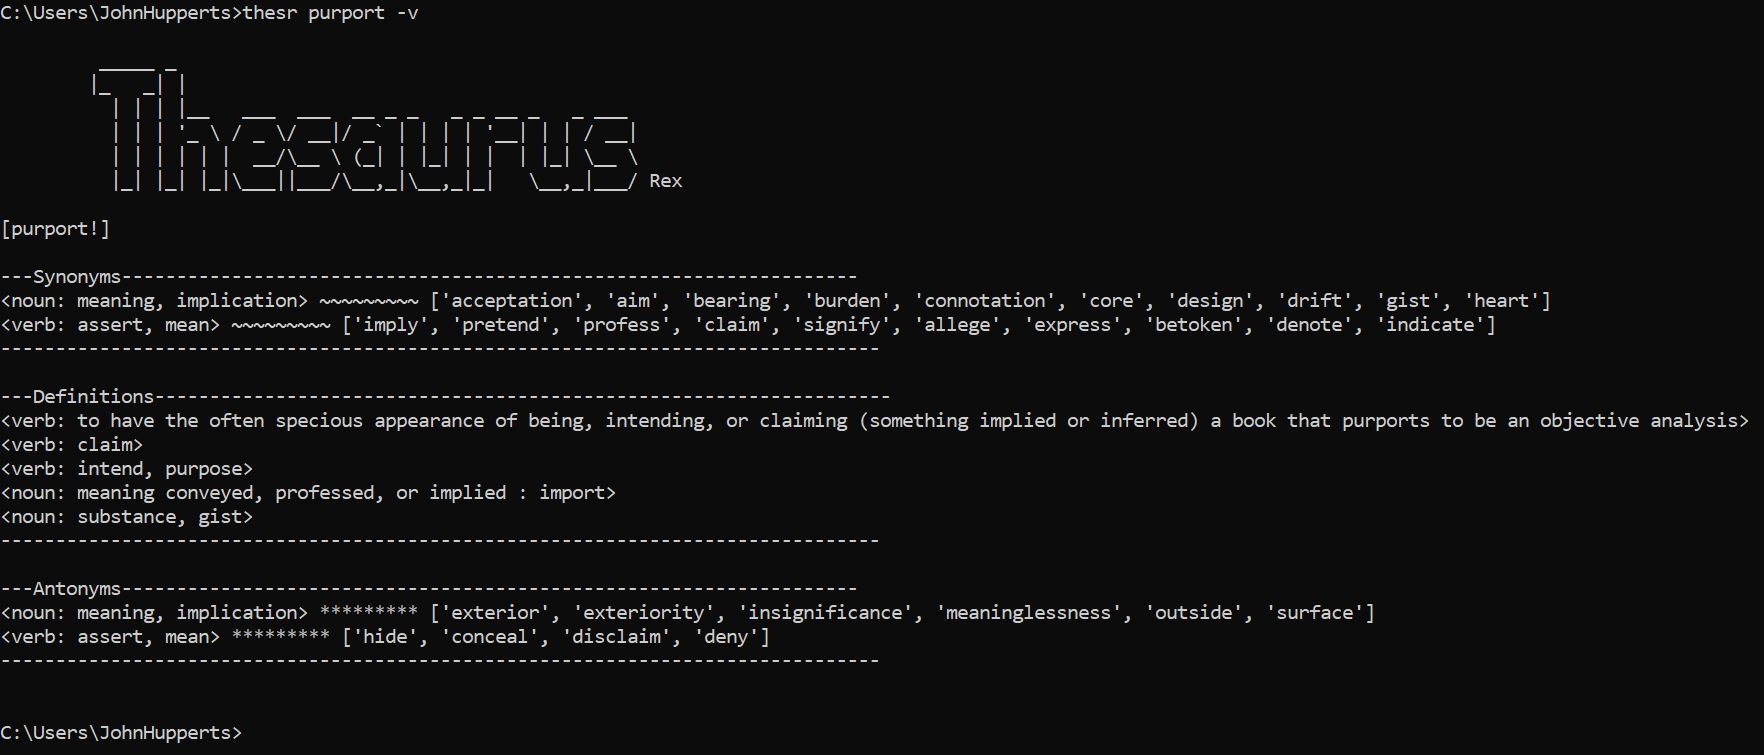 C:\Users\JohnHupperts>thesr purport -v
Thesaurus Rex
[purport!]
---Synonyms-------------------------------------------------------------------
<noun: meaning, implication> ~~~~~~~~~ ['acceptation', 'aim', 'bearing', 'burden', 'connotation', 'core', 'design', 'drift', 'gist', 'heart']
<verb: assert, mean> ~~~~~~~~~ ['imply', 'pretend', 'profess', 'claim', 'signify', 'allege', 'express', 'betoken', 'denote', 'indicate']
--------------------------------------------------------------------------------
---Definitions-------------------------------------------------------------------
<verb: to have the often specious appearance of being, intending, or claiming (something implied or inferred) a book that purports to be an objective analysis>
<verb: claim>
<verb: intend, purpose>
<noun: meaning conveyed, professed, or implied : import>
<noun: substance, gist>
--------------------------------------------------------------------------------
---Antonyms-------------------------------------------------------------------
<noun: meaning, implication> ********* ['exterior', 'exteriority', 'insignificance', 'meaninglessness', 'outside', 'surface']
<verb: assert, mean> ********* ['hide', 'conceal', 'disclaim', 'deny']
--------------------------------------------------------------------------------
C:\Users\JohnHupperts>